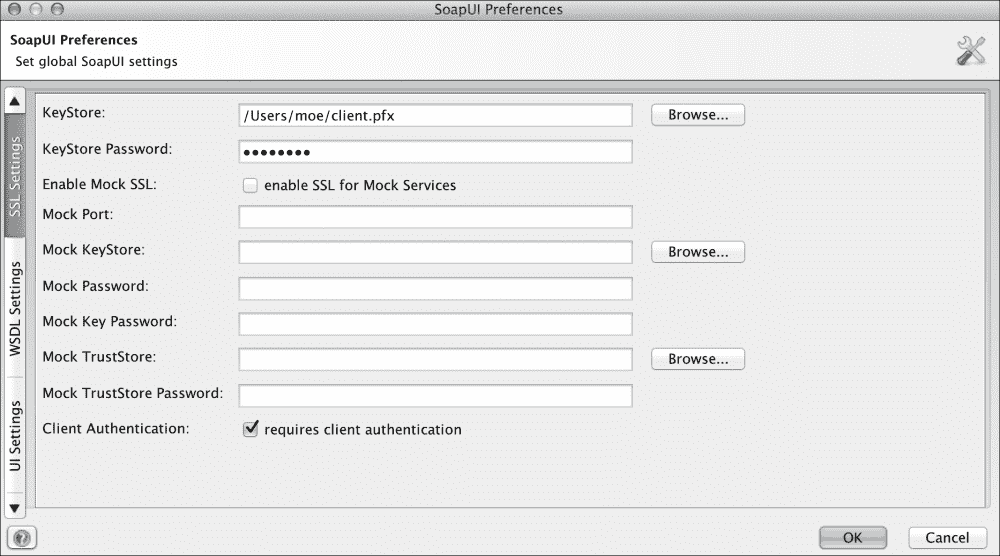 SoapUI Preferences
SoapUI Preferences
Set global SoapUI settings
SSL Settings
WSDL Settings
UI Settings
KeyStore: /Users/moe/client.pfx Browse...
KeyStore Password: ••••••••
Enable Mock SSL: enable SSL for Mock Services
Mock Port:
Mock KeyStore: Browse...
Mock Password:
Mock Key Password:
Mock TrustStore: Browse...
Mock TrustStore Password:
Client Authentication: requires client authentication
? OK Cancel